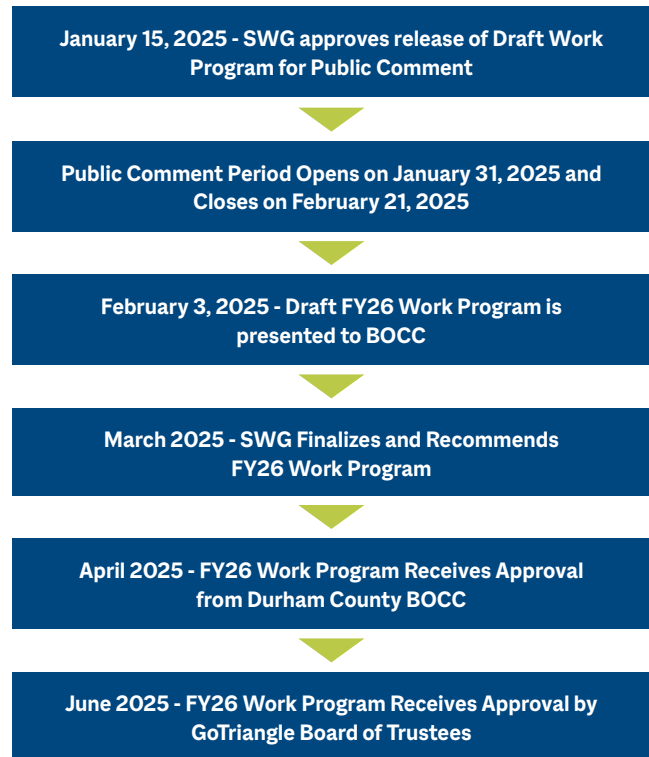 January 15, 2025 - SWG approves release of Draft Work
Program for Public Comment
Public Comment Period Opens on January 31, 2025 and
Closes on February 21, 2025
February 3, 2025 - Draft FY26 Work Program is
presented to BOCC
March 2025 - SWG Finalizes and Recommends
FY26 Work Program
April 2025 - FY26 Work Program Receives Approval
from Durham County BOCC
June 2025 - FY26 Work Program Receives Approval by
GoTriangle Board of Trustees